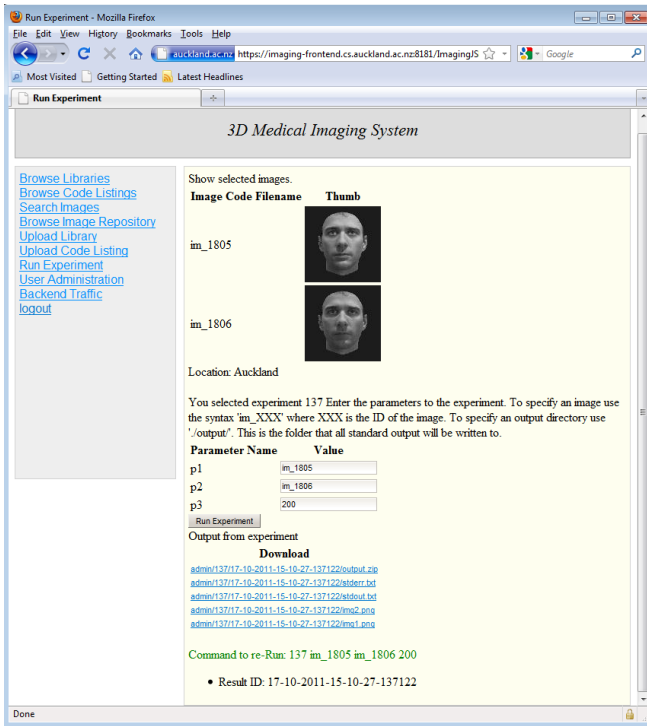 Run Experiment - Mozilla Firefox
File Edit View History Bookmarks Tools Help
auckland.ac.nz https://imaging-frontend.cs.auckland.ac.nz:8181/ImagingJS Google
Most Visited Getting Started Latest Headlines
Run Experiment
3D Medical Imaging System
Browse Libraries
Browse Code Listings
Search Images
Browse Image Repository
Upload Library
Upload Code Listing
Run Experiment
User Administration
Backend Traffic
logout
Show selected images.
Image Code Filename Thumb
im_1805
im_1806
Location: Auckland
You selected experiment 137 Enter the parameters to the experiment. To specify an image use
the syntax 'im_XXX' where XXX is the ID of the image. To specify an output directory use
'./output/'. This is the folder that all standard output will be written to.
Parameter Name Value
p1 im_1805
p2 im_1806
p3 200
Run Experiment
Output from experiment
Download
admin/137/17-10-2011-15-10-27-137122/output.zip
admin/137/17-10-2011-15-10-27-137122/stderr.txt
admin/137/17-10-2011-15-10-27-137122/stdout.txt
admin/137/17-10-2011-15-10-27-137122/img2.png
admin/137/17-10-2011-15-10-27-137122/img1.png
Command to re-Run: 137 im_1805 im_1806 200
• Result ID: 17-10-2011-15-10-27-137122
Done